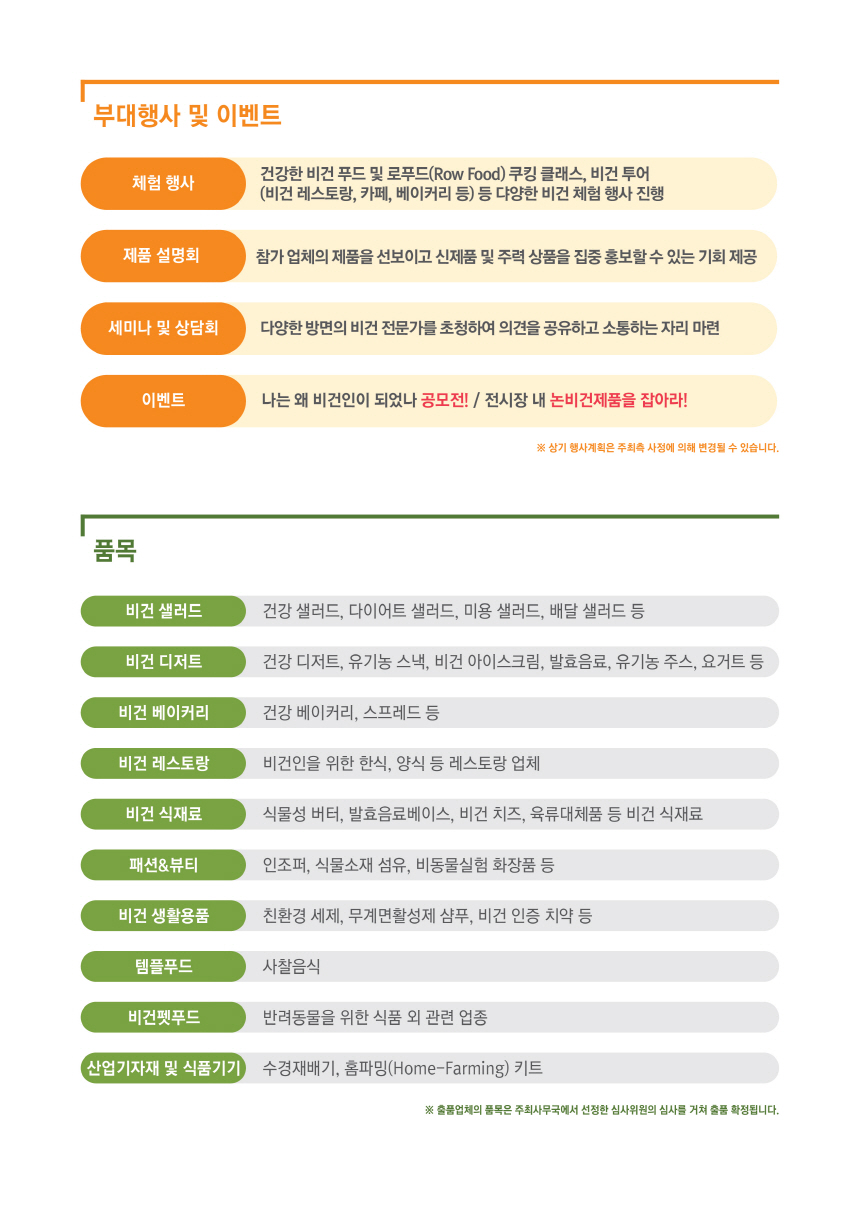 부대행사 및 이벤트
체험 행사
건강한 비건 푸드 및 로푸드(Row Food) 쿠킹 클래스, 비건 투어
(비건 레스토랑, 카페, 베이커리 등) 등 다양한 비건 체험 행사 진행
제품 설명회
참가 업체의 제품을 선보이고 신제품 및 주력 상품을 집중 홍보할 수 있는 기회 제공
세미나 및 상담회
다양한 방면의 비건 전문가를 초청하여 의견을 공유하고 소통하는 자리 마련
이벤트
나는 왜 비건인이 되었나 공모전! / 전시장 내 논비건제품을 잡아라!
※ 상기 행사계획은 주최측 사정에 의해 변경될 수 있습니다.
품목
비건 샐러드
건강 샐러드, 다이어트 샐러드, 미용 샐러드, 배달 샐러드 등
비건 디저트
건강 디저트, 유기농 스낵, 비건 아이스크림, 발효음료, 유기농 주스, 요거트 등
비건 베이커리
건강 베이커리, 스프레드 등
비건 레스토랑
비건인을 위한 한식, 양식 등 레스토랑 업체
비건 식재료
식물성 버터, 발효음료베이스, 비건 치즈, 육류대체품 등 비건 식재료
패션&뷰티
인조퍼, 식물소재 섬유, 비동물실험 화장품 등
비건 생활용품
친환경 세제, 무계면활성제 샴푸, 비건 인증 치약 등
템플푸드
사찰음식
비건펫푸드
반려동물을 위한 식품 외 관련 업종
산업기자재 및 식품기기
수경재배기, 홈파밍(Home-Farming) 키트
※ 출품업체의 품목은 주최사무국에서 선정한 심사위원의 심사를 거쳐 출품 확정됩니다.